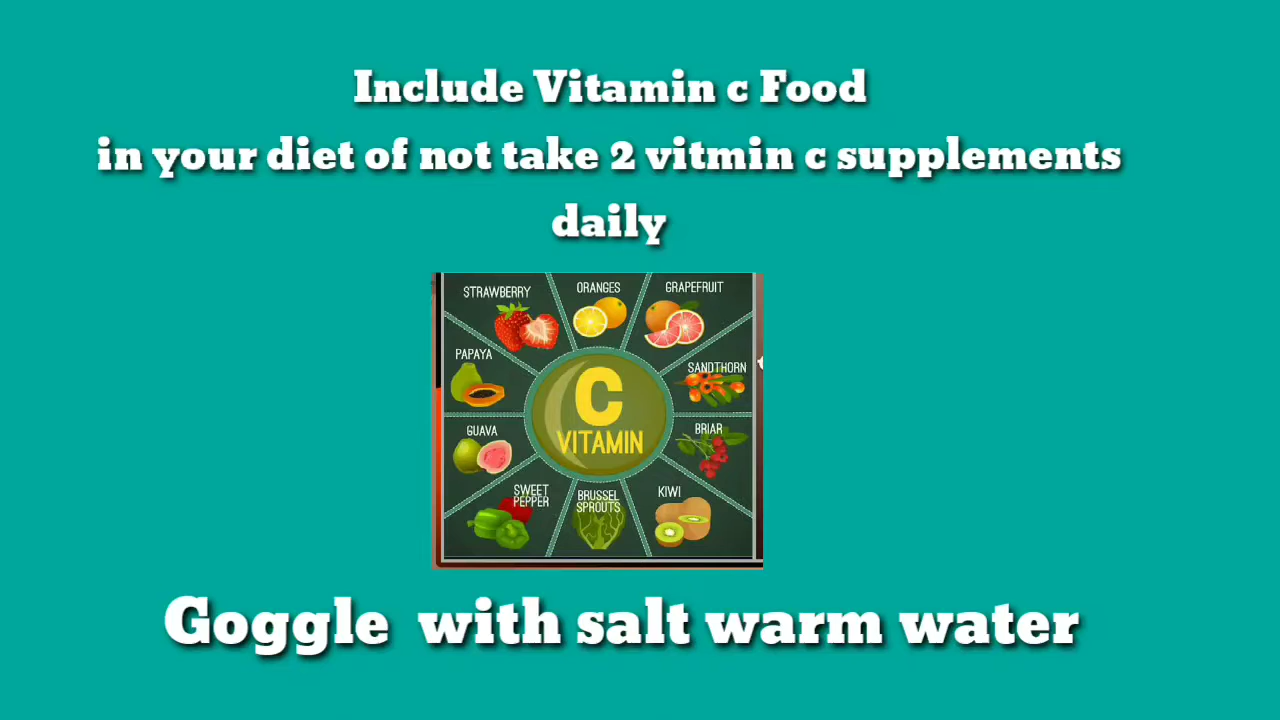 Include Vitamin c Food
in your diet of not take 2 vitmin c supplements
daily
STRAWBERRY
ORANGES
GRAPEFRUIT
PAPAYA
SANDTHORN
C
VITAMIN
GUAVA
BRIAR
SWEET
PEPPER
BRUSSEL
SPROUTS
KIWI
Goggle with salt warm water